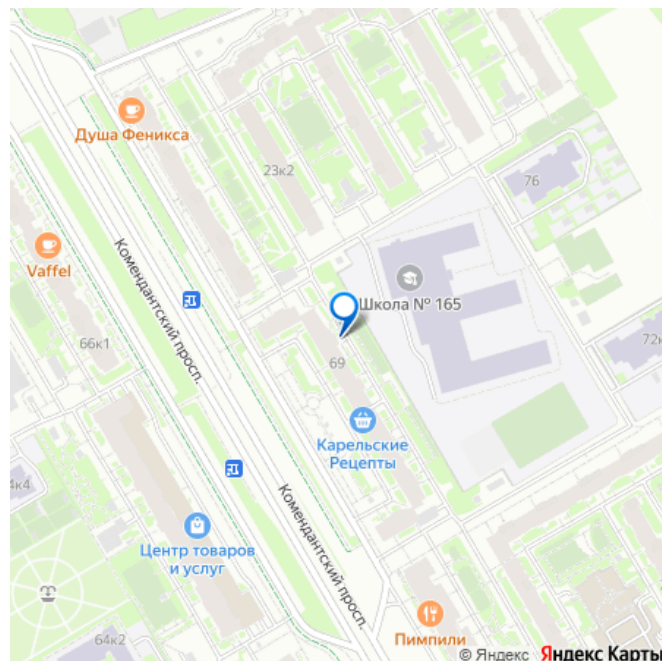 Душа Феникса
23к2
76
Vaffel
Комендантский просп.
Школа № 165
66к1
69
72к
Карельские
Рецепты
4к4
Комендантский просп.
Центр товаров
и услуг
64к2
Пимпили
© Яндекс Яндекс Карты